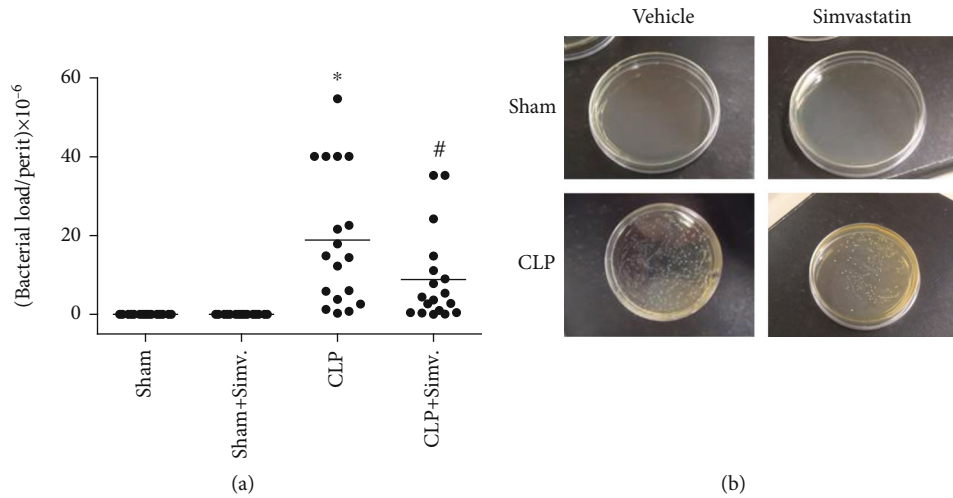 Vehicle
Simvastatin
Sham
CLP
(Bacterial load/perit)×10⁻⁶
60
40
20
0
*
#
Sham
Sham+Simv.
CLP
CLP+Simv.
(a)
(b)